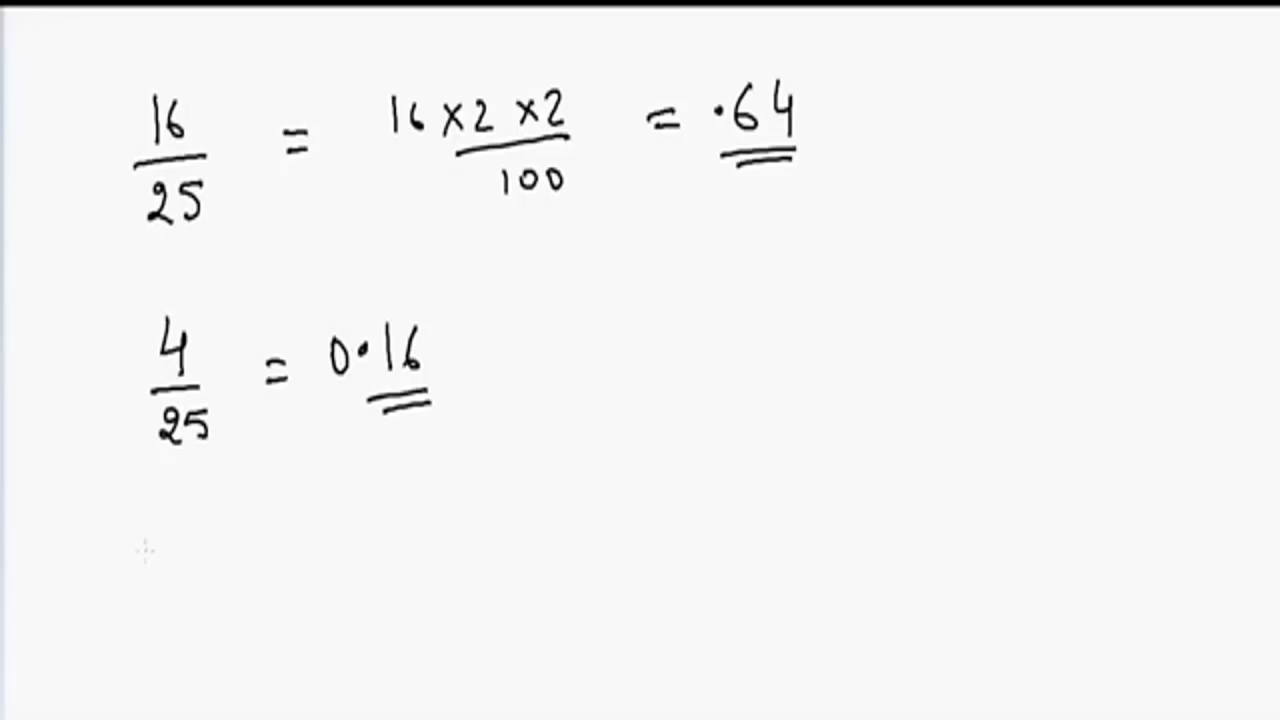 16/25 = 16 × 2 × 2/100 = .64
4/25 = 0.16